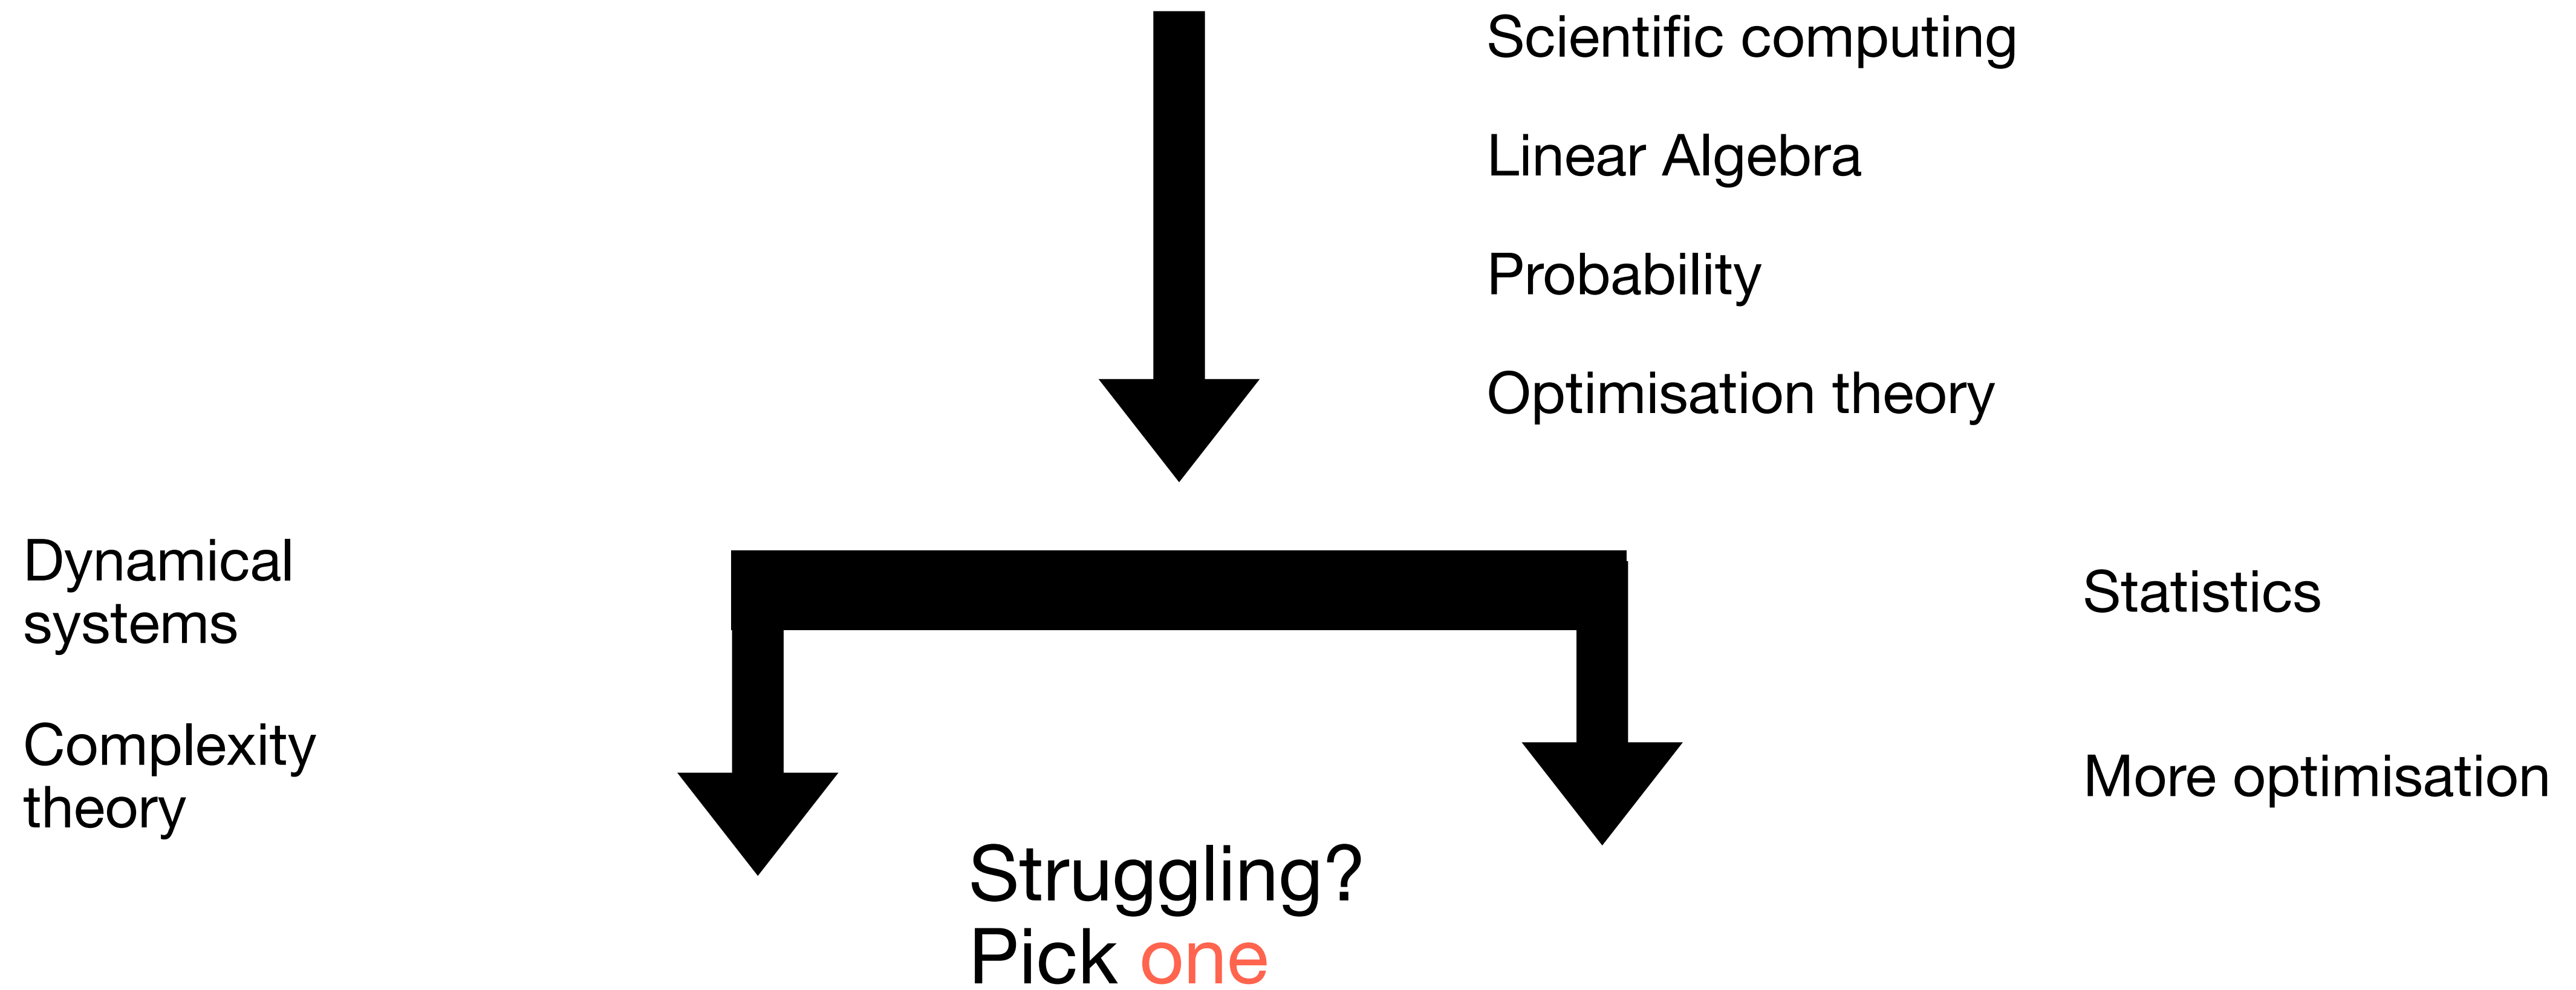 Scientific computing
Linear Algebra
Probability
Optimisation theory
Dynamical
systems
Complexity
theory
Statistics
More optimisation
Struggling?
Pick one